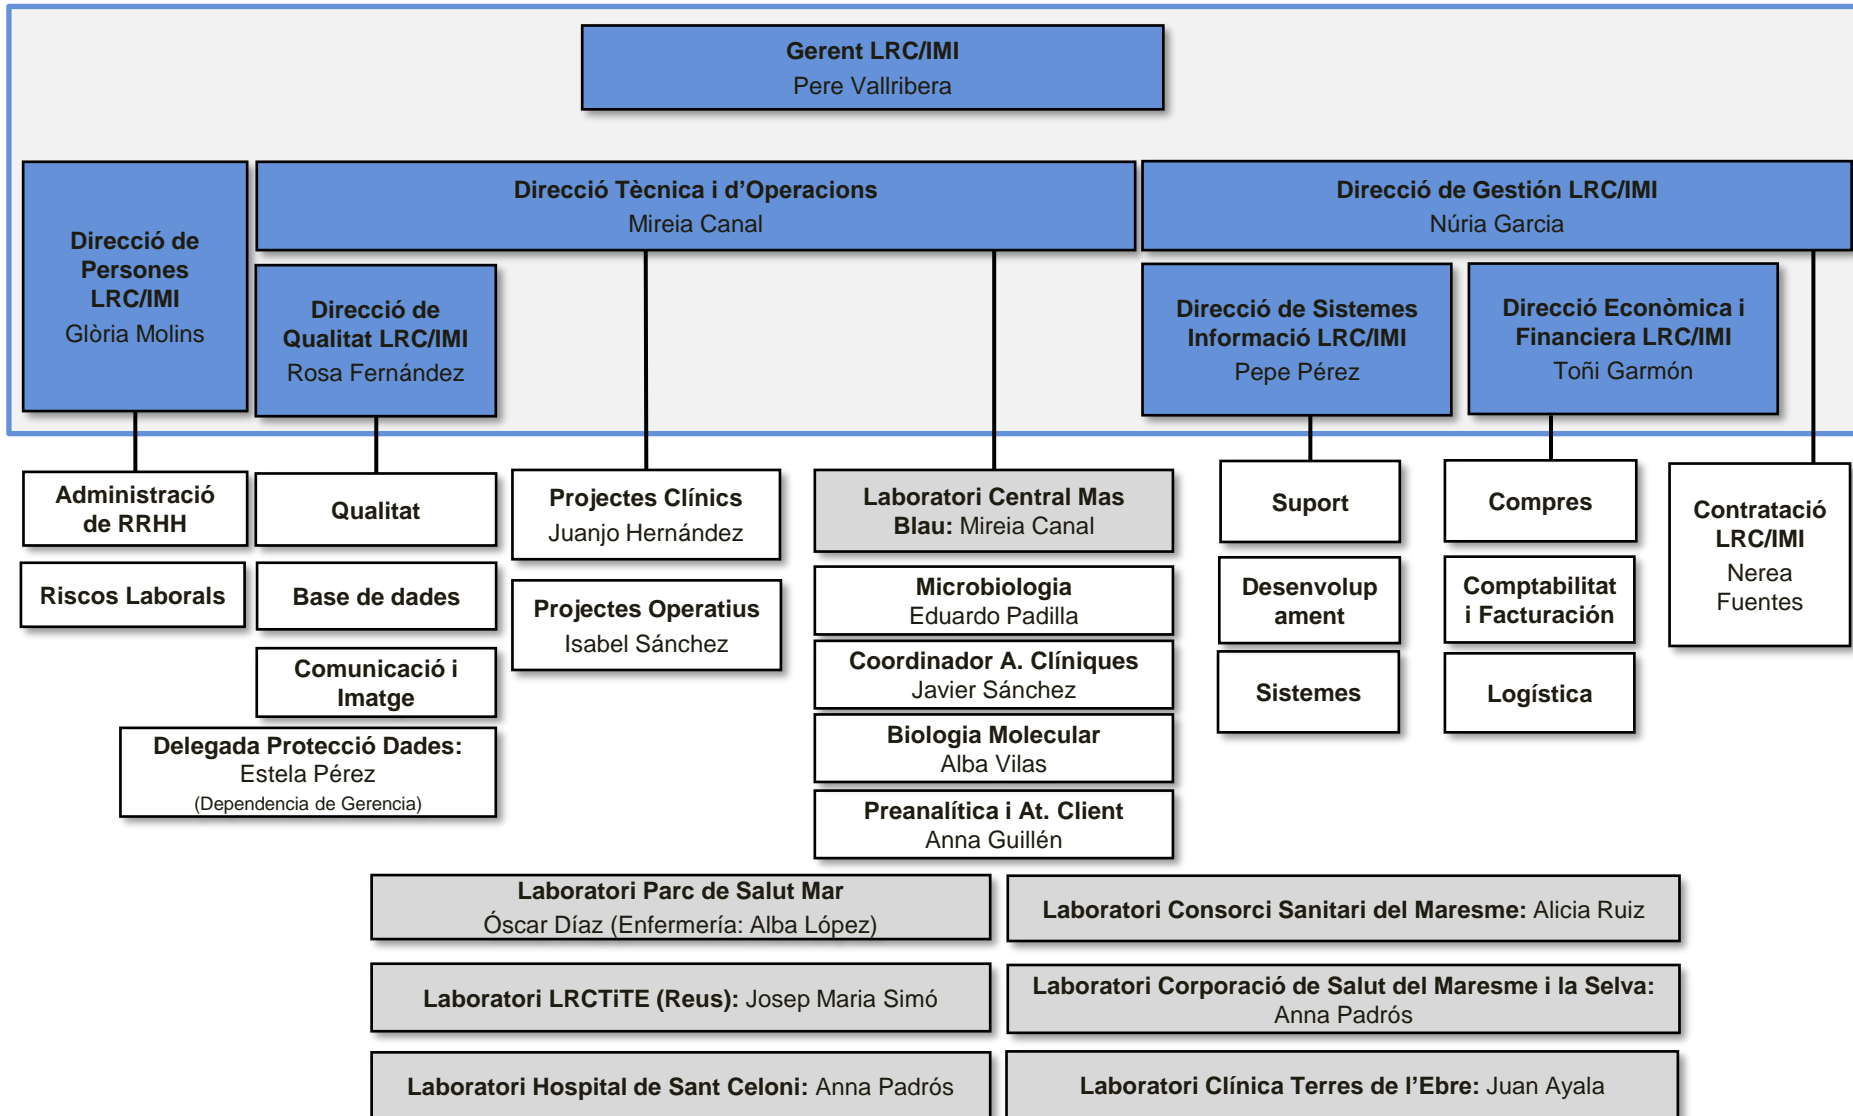 Gerent LRC/IMI
Pere Vallribera
Direcció de
Persones
LRC/IMI
Glòria Molins
Direcció Tècnica i d’Operacions
Mireia Canal
Direcció de Gestión LRC/IMI
Núria Garcia
Direcció de
Qualitat LRC/IMI
Rosa Fernández
Direcció de Sistemes
Informació LRC/IMI
Pepe Pérez
Direcció Econòmica i
Financiera LRC/IMI
Toñi Garmón
Administració
de RRHH
Riscos Laborals
Qualitat
Base de dades
Comunicació i
Imatge
Delegada Protecció Dades:
Estela Pérez
(Dependencia de Gerencia)
Projectes Clínics
Juanjo Hernández
Projectes Operatius
Isabel Sánchez
Laboratori Central Mas
Blau: Mireia Canal
Microbiologia
Eduardo Padilla
Coordinador A. Clíniques
Javier Sánchez
Biologia Molecular
Alba Vilas
Preanalítica i At. Client
Anna Guillén
Suport
Desenvolup
ament
Sistemes
Compres
Comptabilitat
i Facturación
Logística
Contratació
LRC/IMI
Nerea
Fuentes
Laboratori Parc de Salut Mar
Óscar Díaz (Enfermería: Alba López)
Laboratori Consorci Sanitari del Maresme: Alicia Ruiz
Laboratori LRCTiTE (Reus): Josep Maria Simó
Laboratori Corporació de Salut del Maresme i la Selva:
Anna Padrós
Laboratori Hospital de Sant Celoni: Anna Padrós
Laboratori Clínica Terres de l’Ebre: Juan Ayala